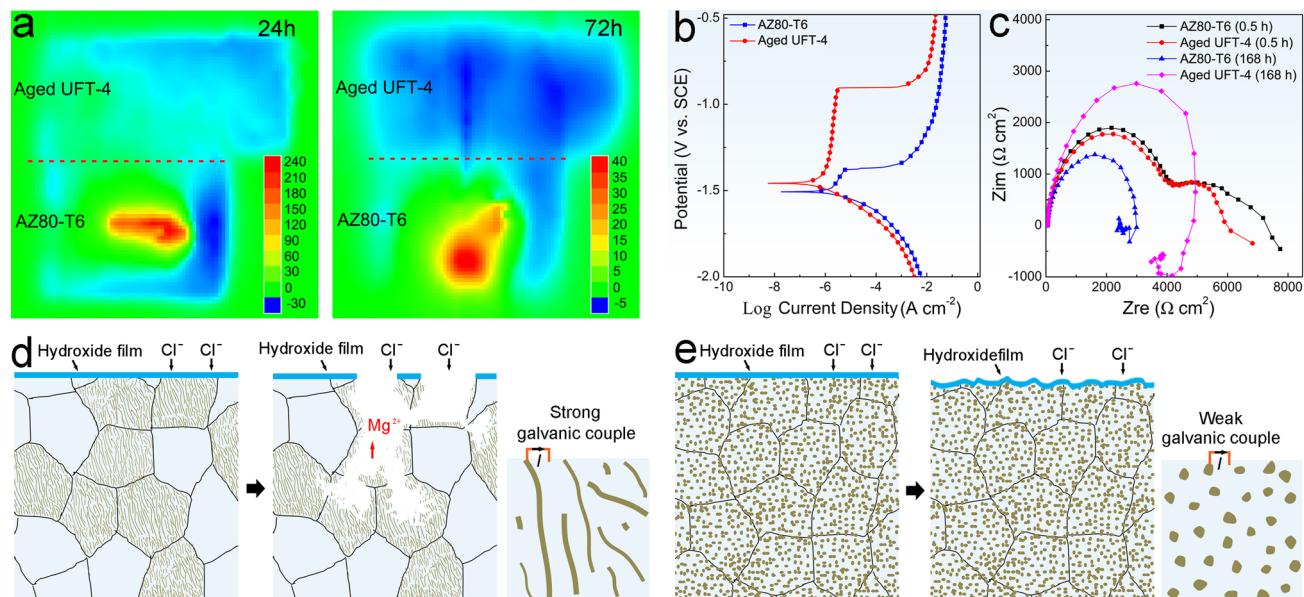 a
24h
72h
Aged UFT-4
AZ80-T6
240
210
180
150
120
90
60
30
0
-30
Aged UFT-4
AZ80-T6
40
35
30
25
20
15
10
5
0
-5
b
AZ80-T6
Aged UFT-4
-0.5
-1.0
-1.5
-2.0
Potential (V vs. SCE)
-10 -8 -6 -4 -2 0
Log Current Density (A cm⁻²)
c
AZ80-T6 (0.5 h)
Aged UFT-4 (0.5 h)
AZ80-T6 (168 h)
Aged UFT-4 (168 h)
4000
3000
2000
1000
0
-1000
Zim (Ω cm²)
0 2000 4000 6000 8000
Zre (Ω cm²)
d
Hydroxide film Cl⁻ Cl⁻
Hydroxide film Cl⁻ Cl⁻
Mg²⁺
Strong
galvanic couple
I
e
Hydroxide film Cl⁻ Cl⁻
Hydroxidefilm Cl⁻ Cl⁻
Weak
galvanic couple
I